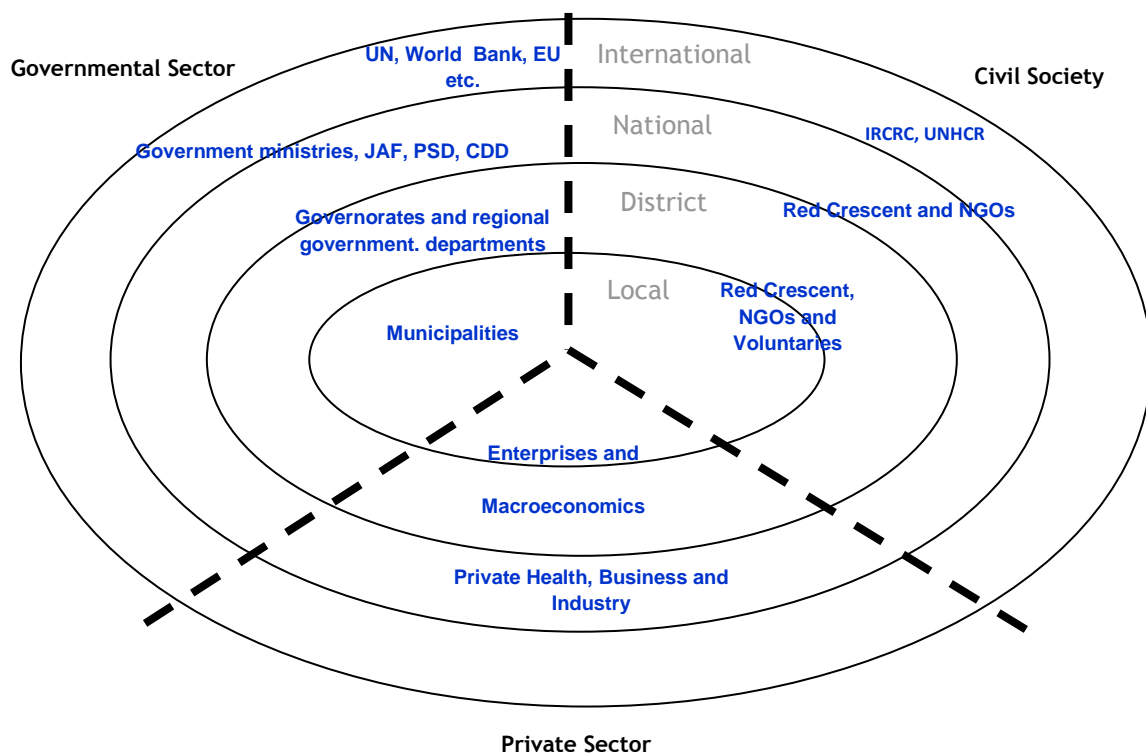 UN, World  Bank, EU
etc.
International
Governmental Sector
Civil Society
National
IRCRC, UNHCR
Government ministries, JAF, PSD, CDD
District
Red Crescent and NGOs
Governorates and regional
government. departments
Local
Red Crescent,
NGOs and
Voluntaries
Municipalities
Enterprises and
Macroeconomics
Private Health, Business and
Industry
Private Sector